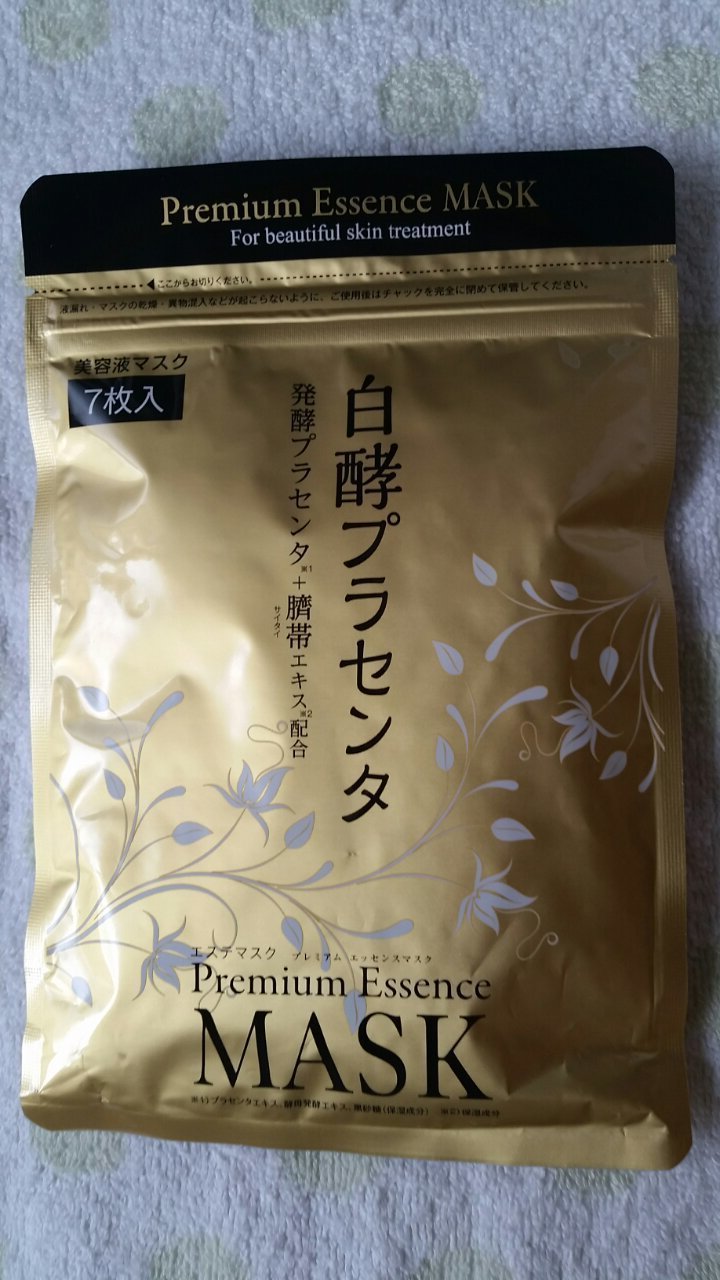 Premium Essence MASK
For beautiful skin treatment
◀ここからお切りください。
液漏れ・マスクの乾燥・異物混入などが起こらないように、ご使用後はチャックを完全に閉めて保管してください。
美容液マスク
7枚入
白酵プラセンタ
発酵プラセンタ※1+臍帯エキス※2配合
サイタイ
エステマスク プレミアム エッセンスマスク
Premium Essence
MASK
※1)プラセンタエキス、酵母発酵エキス、黒砂糖(保湿成分) ※2)保湿成分